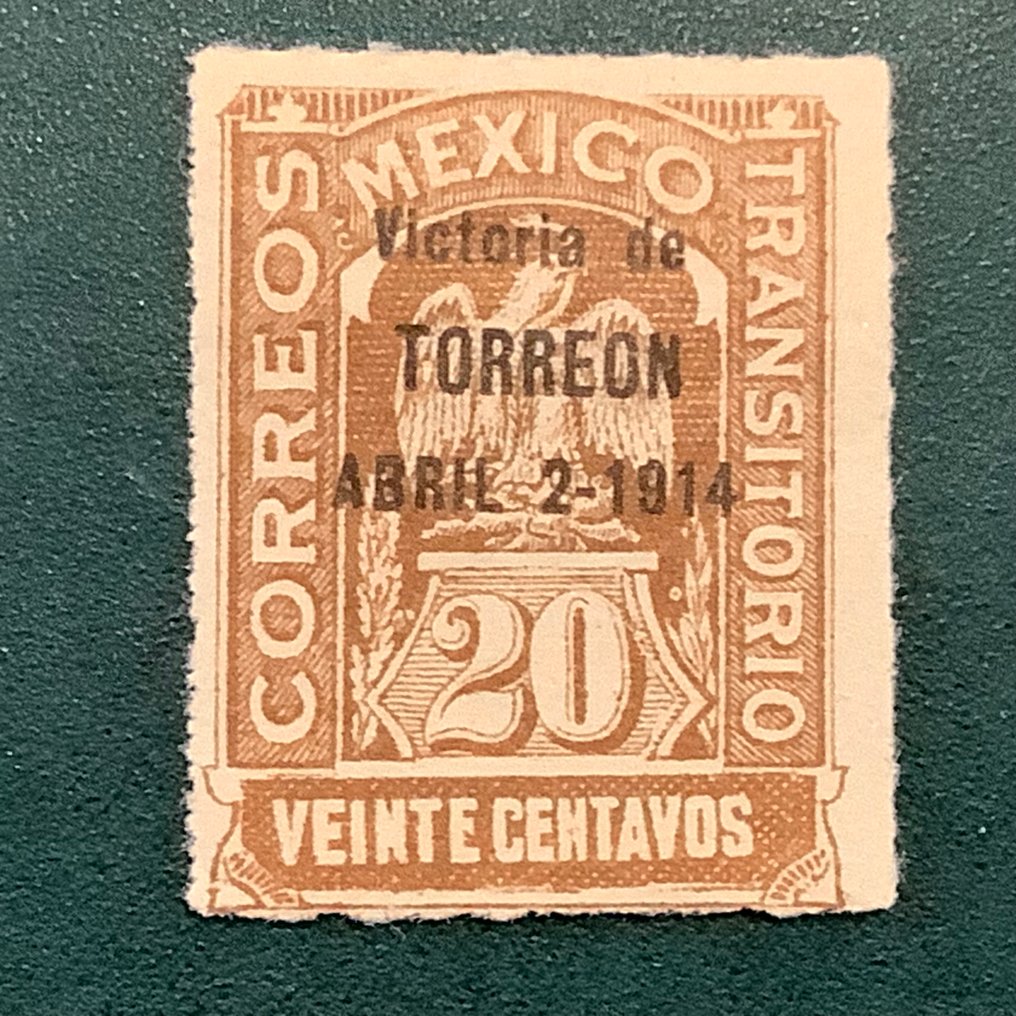 MEXICO
CORREOS
TRANSITORIO
Victoria de
TORREON
ABRIL 2-1914
20
VEINTE CENTAVOS